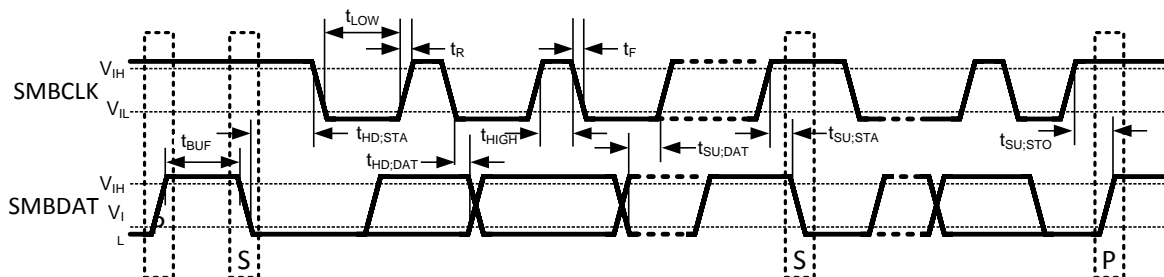 tLOW
tR
tF
VIH
SMBCLK
VIL
tHD;STA
tHIGH
tSU;DAT
tSU;STA
tSU;STO
tBUF
tHD;DAT
VIH
SMBDAT
VI
L
P
S
S
P